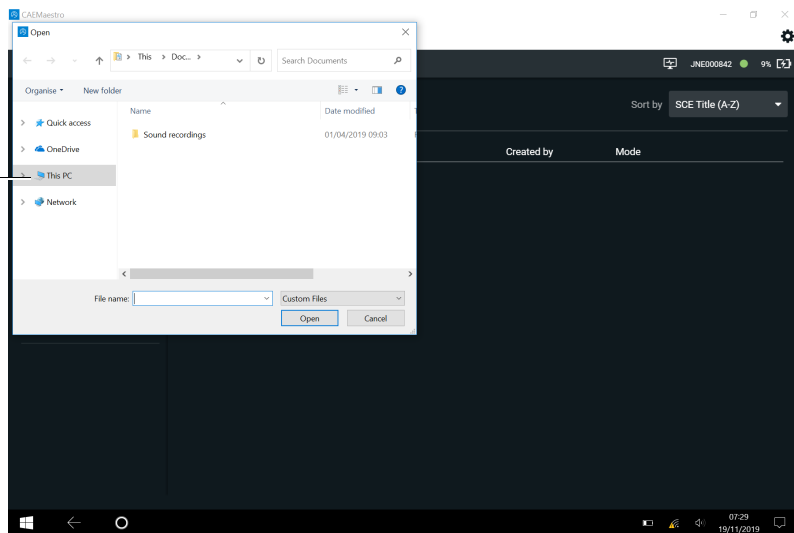 CAEMaestro
Open
This > Doc... >
Search Documents
Organise
New folder
Name
Date modified
Quick access
OneDrive
This PC
Network
Sound recordings
01/04/2019 09:03
File name:
Custom Files
Open
Cancel
JNE000842
9%
Sort by
SCE Title (A-Z)
Created by
Mode
07:29
19/11/2019